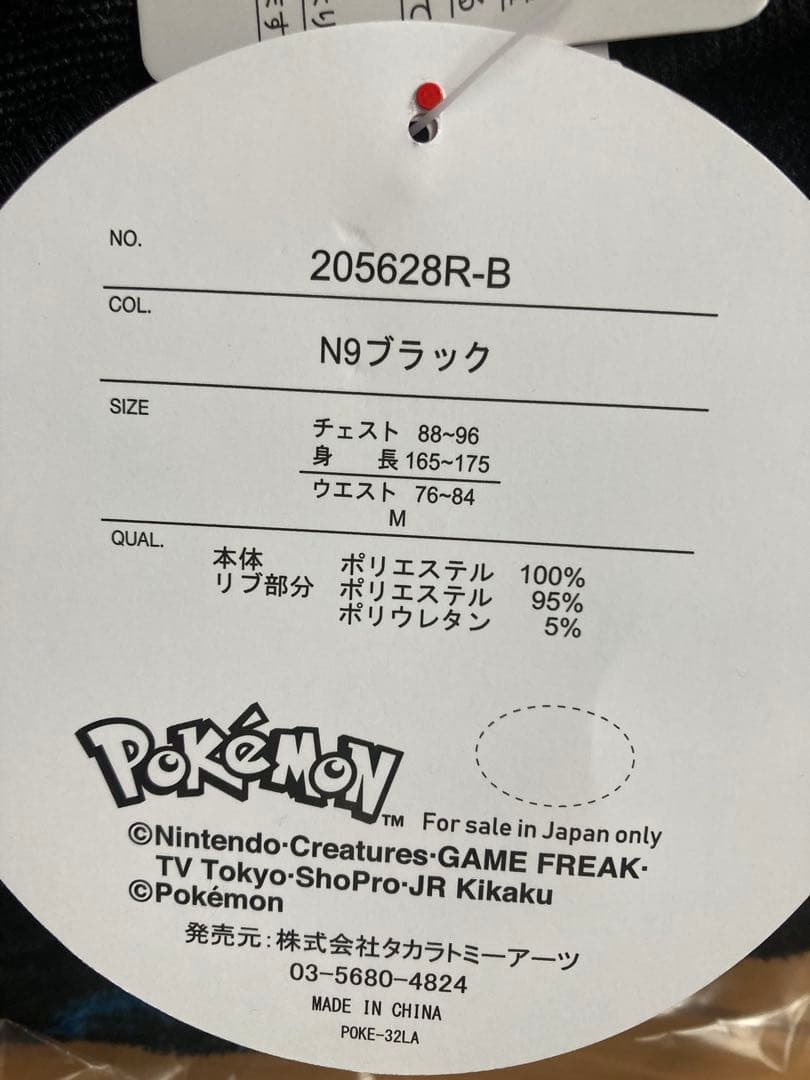 NO.
205628R-B
COL.
N9ブラック
SIZE
チェスト 88~96
身 長 165~175
ウエスト 76~84
M
QUAL.
本体 ポリエステル 100%
リブ部分 ポリエステル 95%
ポリウレタン 5%
POKéMON™
For sale in Japan only
©Nintendo·Creatures·GAME FREAK·
TV Tokyo·ShoPro·JR Kikaku
©Pokémon
発売元:株式会社タカラトミーアーツ
03-5680-4824
MADE IN CHINA
POKE-32LA